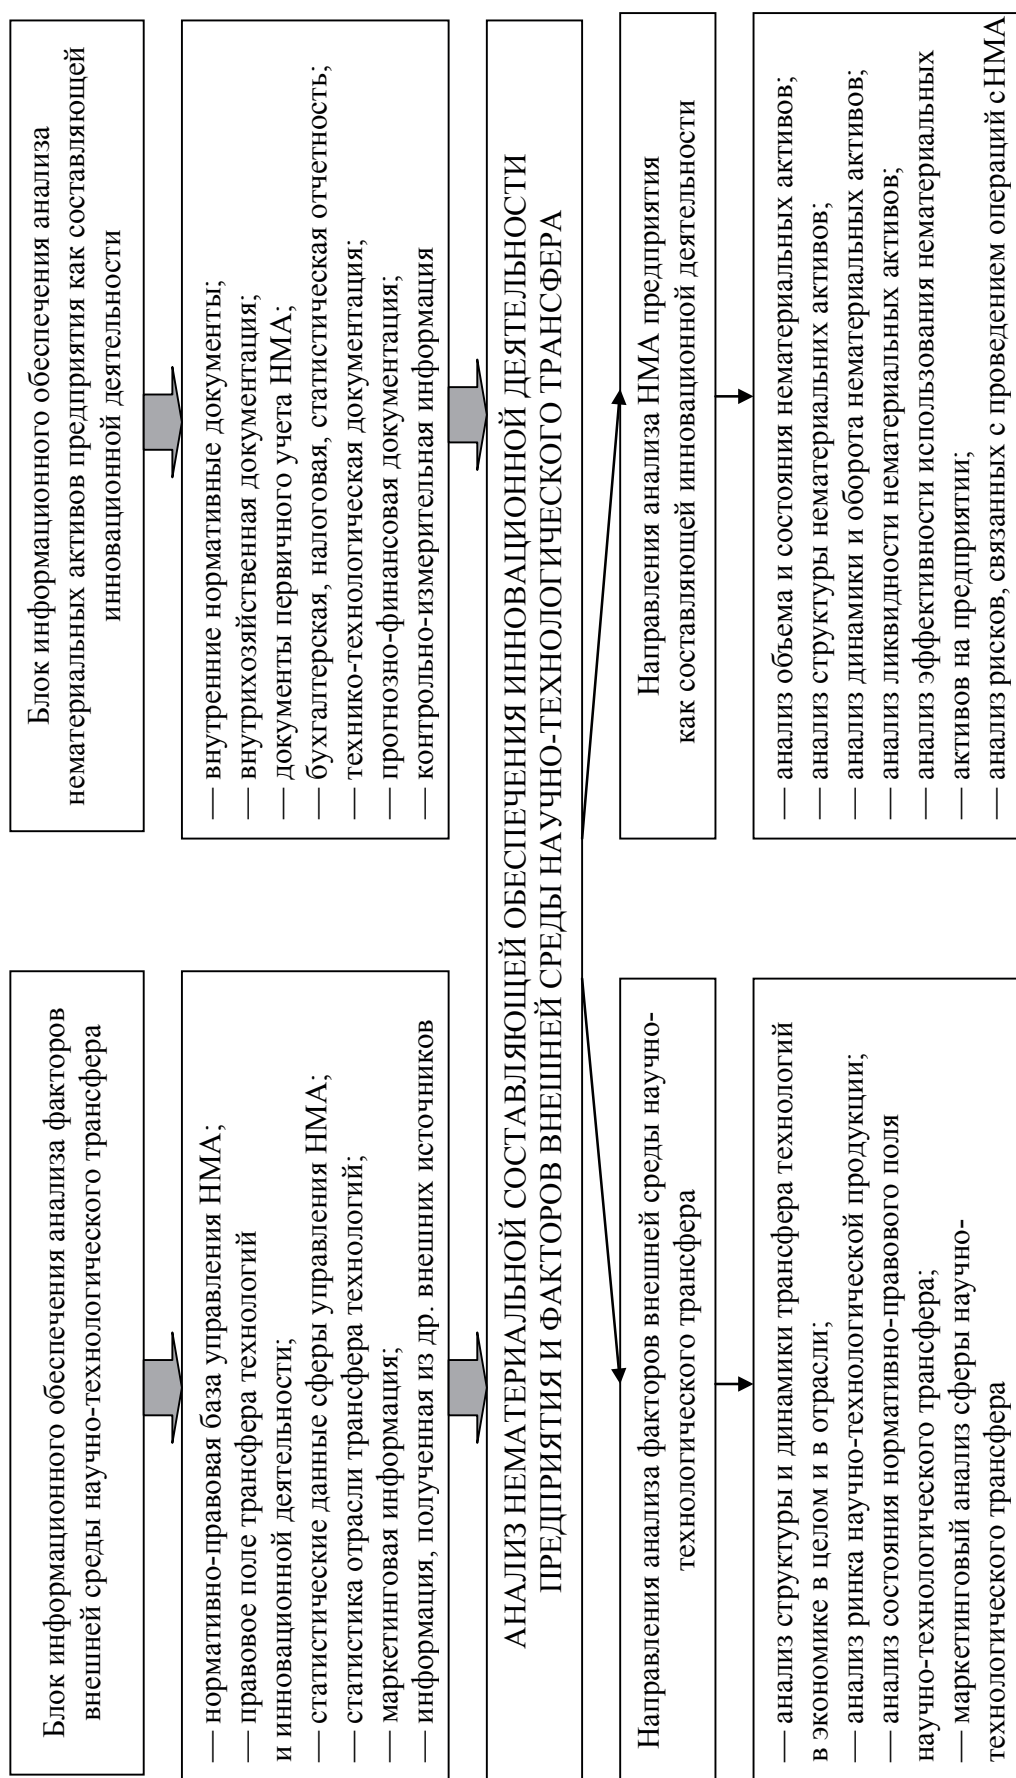 Блок информационного обеспечения анализа факторов
внешней среды научно-технологического трансфера
Блок информационного обеспечения анализа
нематериальных активов предприятия как составляющей
инновационной деятельности
— нормативно-правовая база управления НМА;
— правовое поле трансфера технологий
и инновационной деятельности;
— статистические данные сферы управления НМА;
— статистика отрасли трансфера технологий;
— маркетинговая информация;
— информация, полученная из др. внешних источников
— внутренние нормативные документы;
— внутрихозяйственная документация;
— документы первичного учета НМА;
— бухгалтерская, налоговая, статистическая отчетность;
— технико-технологическая документация;
— прогнозно-финансовая документация;
— контрольно-измерительная информация
АНАЛИЗ НЕМАТЕРИАЛЬНОЙ СОСТАВЛЯЮЩЕЙ ОБЕСПЕЧЕНИЯ ИННОВАЦИОННОЙ ДЕЯТЕЛЬНОСТИ
ПРЕДПРИЯТИЯ И ФАКТОРОВ ВНЕШНЕЙ СРЕДЫ НАУЧНО-ТЕХНОЛОГИЧЕСКОГО ТРАНСФЕРА
Направления анализа факторов внешней среды научно-
технологического трансфера
Направления анализа НМА предприятия
как составляющей инновационной деятельности
— анализ структуры и динамики трансфера технологий
в экономике в целом и в отрасли;
— анализ ринка научно-технологической продукции;
— анализ состояния нормативно-правового поля
научно-технологического трансфера;
— маркетинговый анализ сферы научно-
технологического трансфера
— анализ объема и состояния нематериальных активов;
— анализ структуры нематериальних активов;
— анализ динамики и оборота нематериальных активов;
— анализ ликвидности нематериальных активов;
— анализ эффективности использования нематериальных
активов на предприятии;
— анализ рисков, связанных с проведением операций с НМА